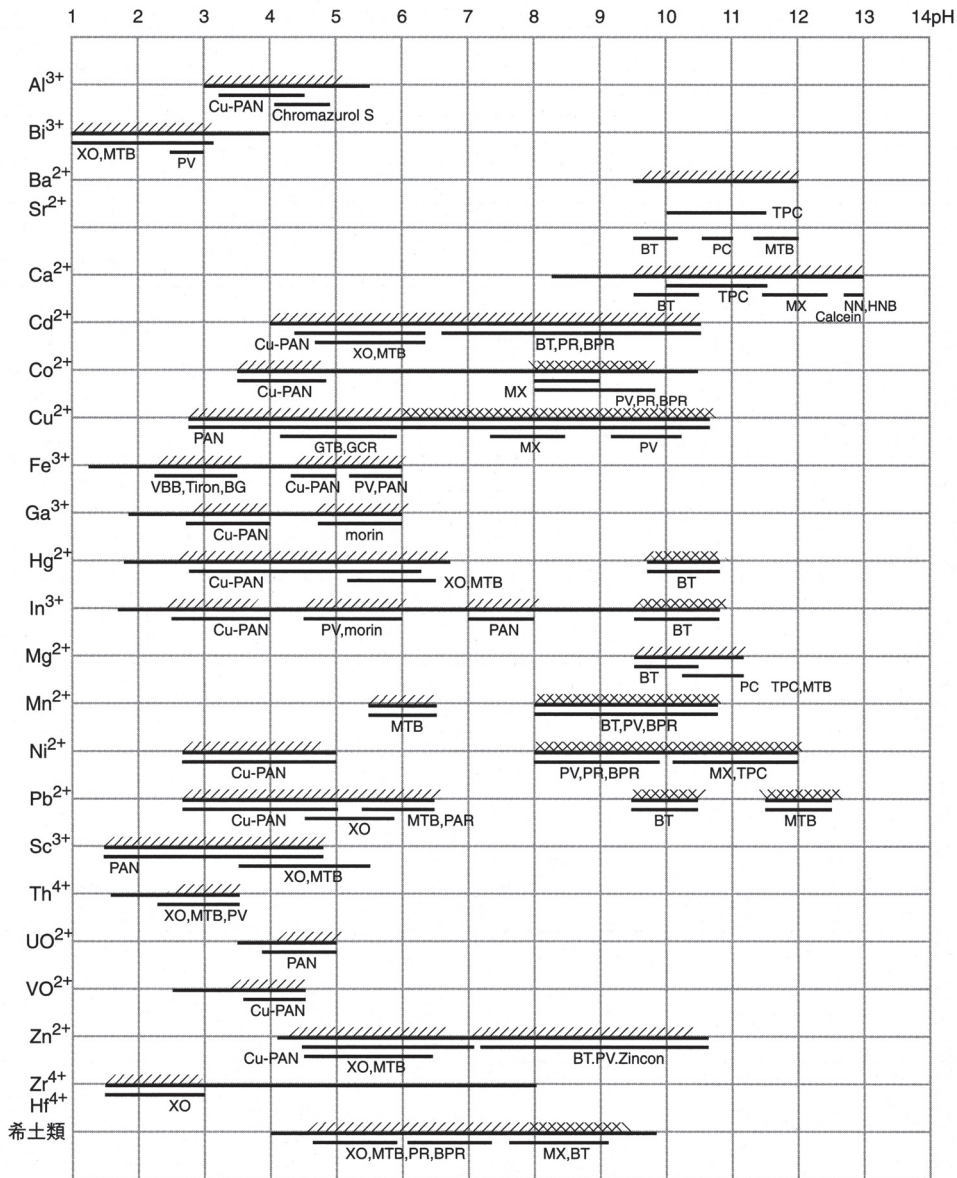 1 2 3 4 5 6 7 8 9 10 11 12 13 14pH
Al3+
Cu-PAN
Chromazurol S
Bi3+
XO,MTB
PV
Ba2+
Sr2+
TPC
BT PC MTB
Ca2+
TPC
BT MX NN,HNB
Calcein
Cd2+
Cu-PAN BT,PR,BPR
XO,MTB
Co2+
Cu-PAN MX
PV,PR,BPR
Cu2+
PAN
GTB,GCR MX PV
Fe3+
VBB,Tiron,BG Cu-PAN PV,PAN
Ga3+
Cu-PAN morin
Hg2+
Cu-PAN XO,MTB BT
In3+
Cu-PAN PV,morin PAN BT
Mg2+
BT
PC TPC,MTB
Mn2+
MTB BT,PV,BPR
Ni2+
Cu-PAN PV,PR,BPR MX,TPC
Pb2+
Cu-PAN MTB,PAR BT MTB
XO
Sc3+
PAN
XO,MTB
Th4+
XO,MTB,PV
UO2+
PAN
VO2+
Cu-PAN
Zn2+
Cu-PAN BT.PV.Zincon
XO,MTB
Zr4+
Hf4+
XO
希土類
XO,MTB,PR,BPR MX,BT